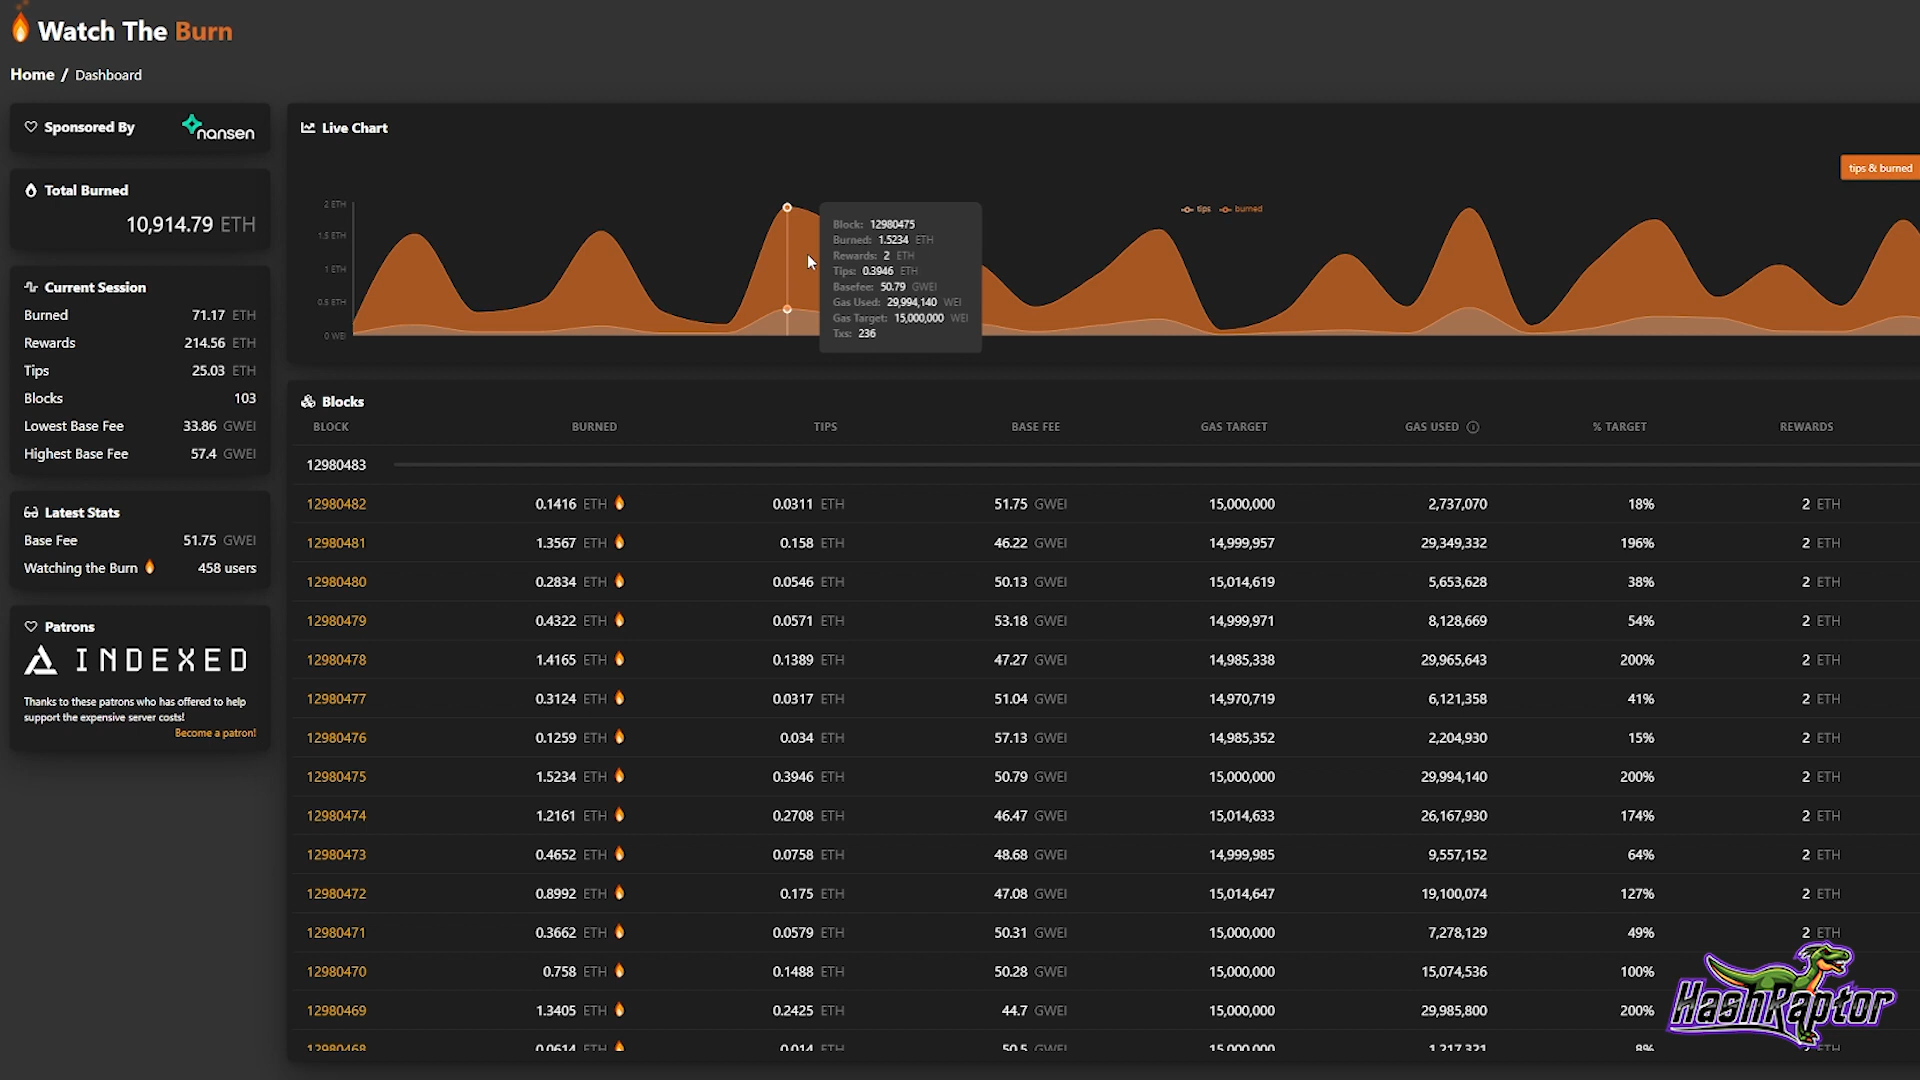 Watch The Burn
Home / Dashboard
Sponsored By nansen
Total Burned
10,914.79 ETH
Current Session
Burned 71.17 ETH
Rewards 214.56 ETH
Tips 25.03 ETH
Blocks 103
Lowest Base Fee 33.86 GWEI
Highest Base Fee 57.4 GWEI
Latest Stats
Base Fee 51.75 GWEI
Watching the Burn 458 users
Patrons
INDEXED
Thanks to these patrons who has offered to help
support the expensive server costs!
Become a patron!
Live Chart
tips & burned
tips burned
2 ETH
1.5 ETH
1 ETH
0.5 ETH
0 WEI
Block: 12980475
Burned: 1.5234 ETH
Rewards: 2 ETH
Tips: 0.3946 ETH
Basefee: 50.79 GWEI
Gas Used: 29,994,140 WEI
Gas Target: 15,000,000 WEI
Txs: 236
Blocks
BLOCK BURNED TIPS BASE FEE GAS TARGET GAS USED % TARGET REWARDS
12980483
12980482 0.1416 ETH 0.0311 ETH 51.75 GWEI 15,000,000 2,737,070 18% 2 ETH
12980481 1.3567 ETH 0.158 ETH 46.22 GWEI 14,999,957 29,349,332 196% 2 ETH
12980480 0.2834 ETH 0.0546 ETH 50.13 GWEI 15,014,619 5,653,628 38% 2 ETH
12980479 0.4322 ETH 0.0571 ETH 53.18 GWEI 14,999,971 8,128,669 54% 2 ETH
12980478 1.4165 ETH 0.1389 ETH 47.27 GWEI 14,985,338 29,965,643 200% 2 ETH
12980477 0.3124 ETH 0.0317 ETH 51.04 GWEI 14,970,719 6,121,358 41% 2 ETH
12980476 0.1259 ETH 0.034 ETH 57.13 GWEI 14,985,352 2,204,930 15% 2 ETH
12980475 1.5234 ETH 0.3946 ETH 50.79 GWEI 15,000,000 29,994,140 200% 2 ETH
12980474 1.2161 ETH 0.2708 ETH 46.47 GWEI 15,014,633 26,167,930 174% 2 ETH
12980473 0.4652 ETH 0.0758 ETH 48.68 GWEI 14,999,985 9,557,152 64% 2 ETH
12980472 0.8992 ETH 0.175 ETH 47.08 GWEI 15,014,647 19,100,074 127% 2 ETH
12980471 0.3662 ETH 0.0579 ETH 50.31 GWEI 15,000,000 7,278,129 49% 2 ETH
12980470 0.758 ETH 0.1488 ETH 50.28 GWEI 15,000,000 15,074,536 100%
12980469 1.3405 ETH 0.2425 ETH 44.7 GWEI 15,000,000 29,985,800 200%
12980468 0.0614 ETH 0.014 ETH 50.5 GWEI 15,000,000 1,217,321 8% ETH
HashRaptor